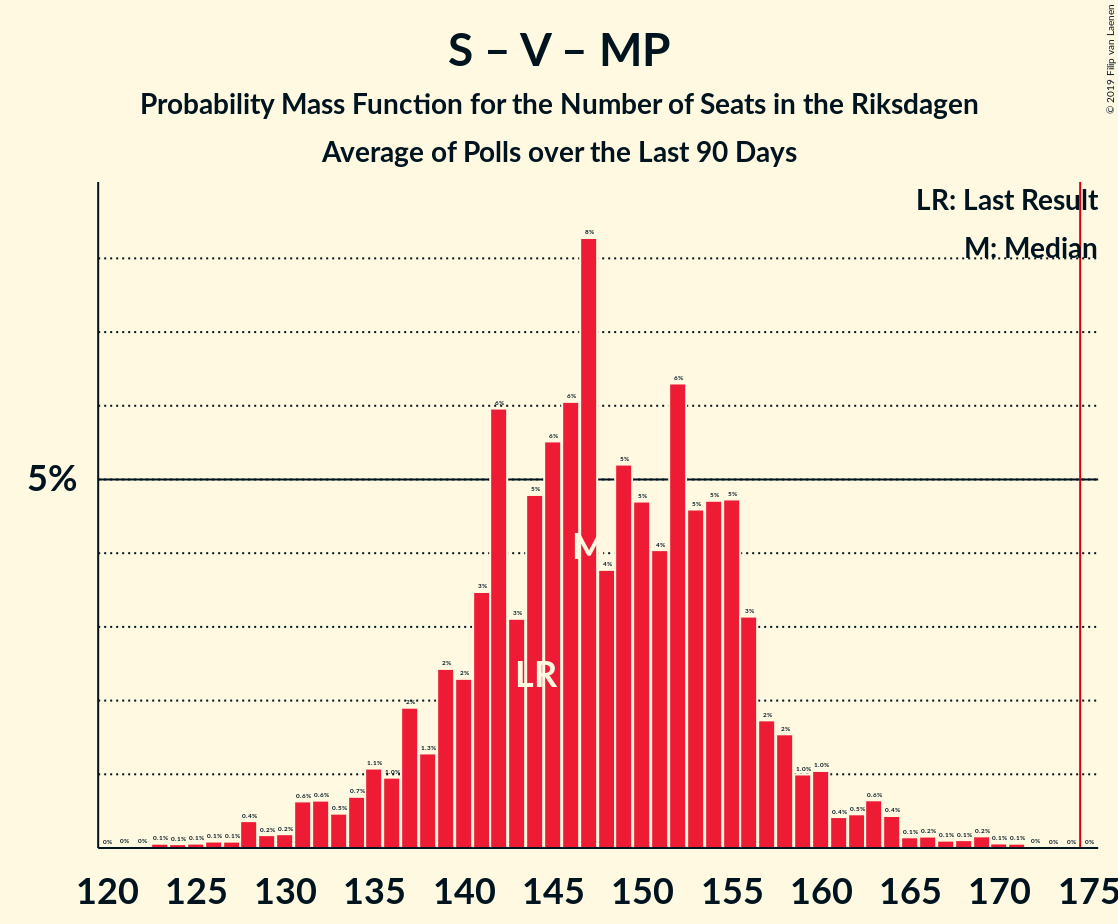 S – V – MP
Probability Mass Function for the Number of Seats in the Riksdagen
Average of Polls over the Last 90 Days
© 2019 Filip van Laenen
LR: Last Result
M: Median
5%
0% 0% 0% 0.1% 0.1% 0.1% 0.1% 0.1% 0.4% 0.2% 0.2% 0.6% 0.6% 0.5% 0.7% 1.1% 1.0% 2% 1.3% 2% 2% 3% 6% 3% 5% 6% 6% 8% 4% 5% 5% 4% 6% 5% 5% 5% 3% 2% 2% 1.0% 1.0% 0.4% 0.5% 0.6% 0.4% 0.1% 0.2% 0.1% 0.1% 0.2% 0.1% 0.1% 0% 0% 0% 0%
M
LR
120 125 130 135 140 145 150 155 160 165 170 175